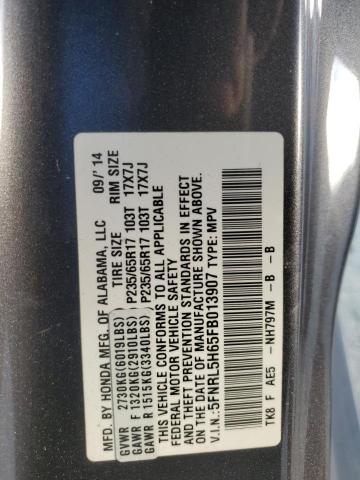 MFD. BY HONDA MFG. OF ALABAMA, LLC 09/'14
TIRE SIZE RIM SIZE
GVWR 2730KG(6019LBS)
GAWR F 1320KG(2910LBS) P235/65R17 103T 17X7J
GAWR R 1515KG(3340LBS) P235/65R17 103T 17X7J
THIS VEHICLE CONFORMS TO ALL APPLICABLE
FEDERAL MOTOR VEHICLE SAFETY
AND THEFT PREVENTION STANDARDS IN EFFECT
ON THE DATE OF MANUFACTURE SHOWN ABOVE.
V.I.N.:5FNRL5H65FB013907 TYPE: MPV
TK8 F AE5 -NH797M -B -B